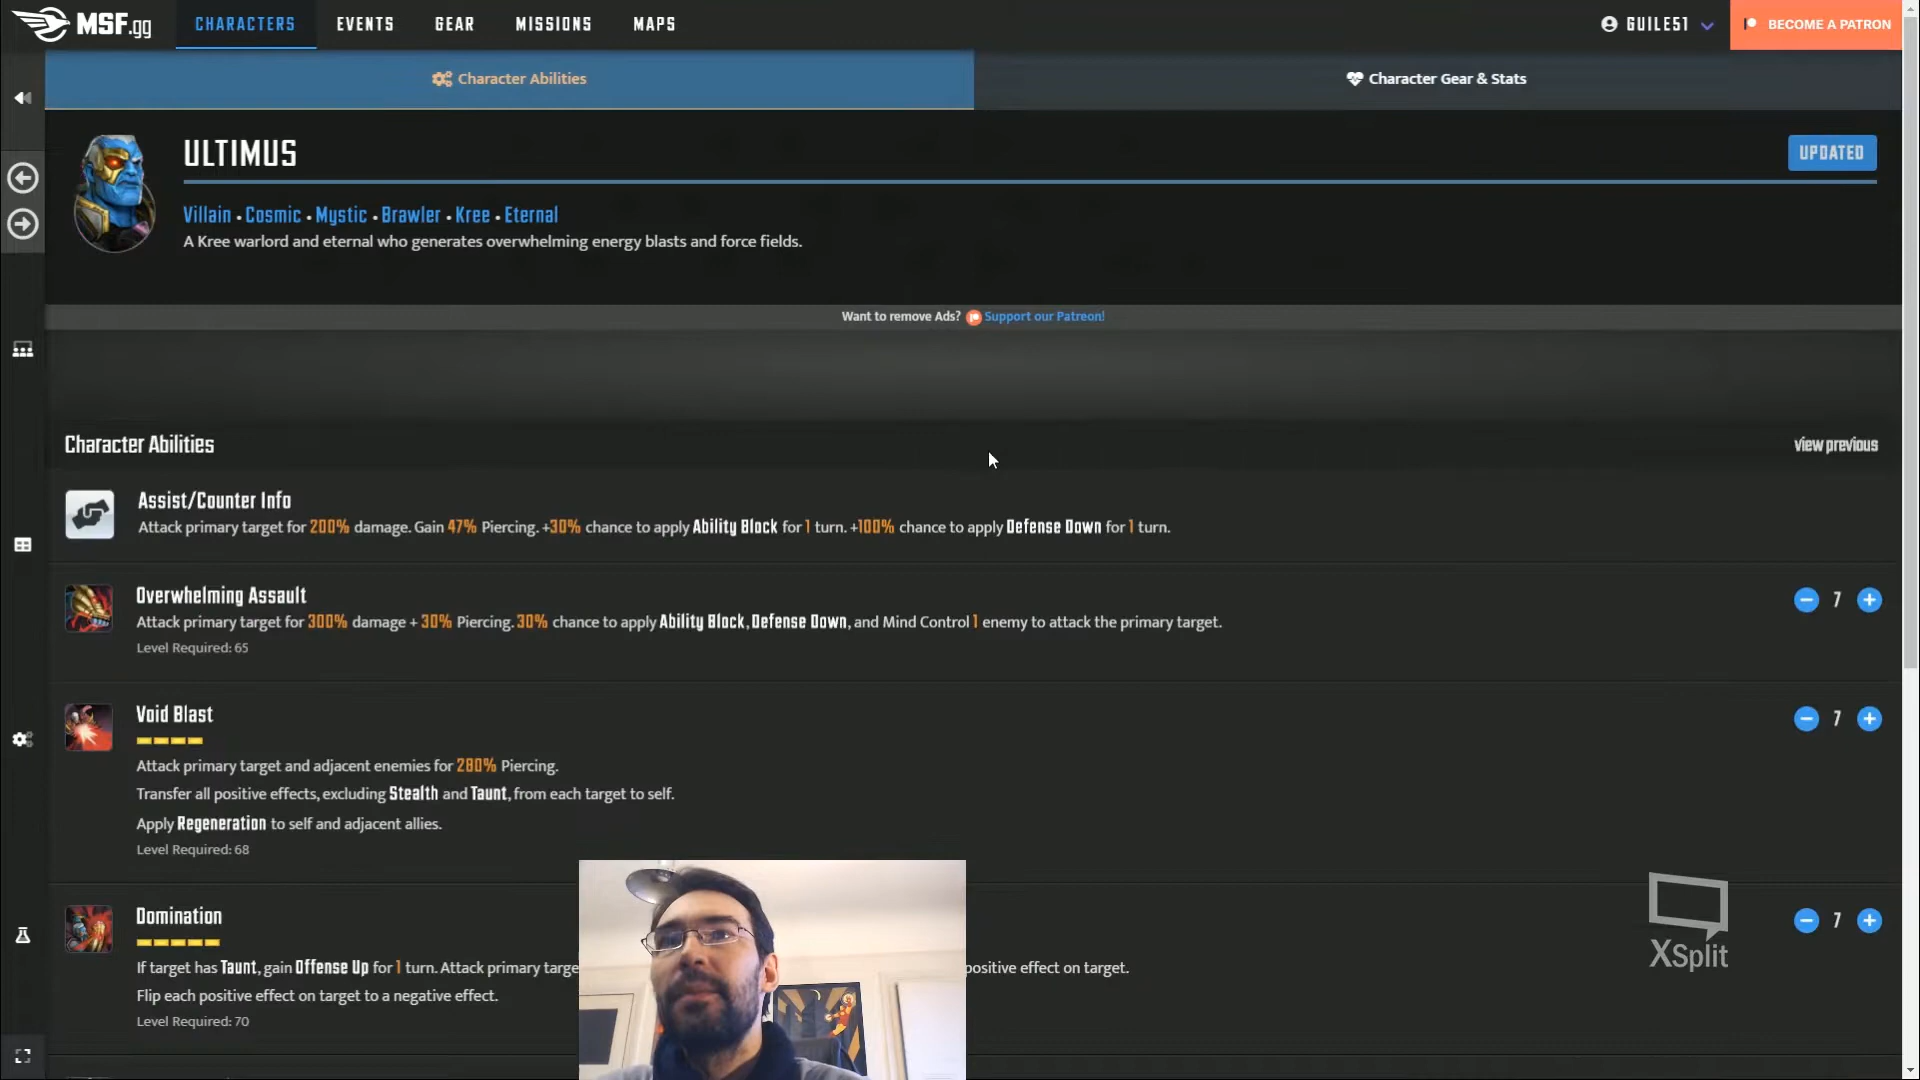 MSF.gg
CHARACTERS
EVENTS
GEAR
MISSIONS
MAPS
GUILE51
BECOME A PATRON
Character Abilities
Character Gear & Stats
ULTIMUS
UPDATED
Villain • Cosmic • Mystic • Brawler • Kree • Eternal
A Kree warlord and eternal who generates overwhelming energy blasts and force fields.
Want to remove Ads? Support our Patreon!
Character Abilities
view previous
Assist/Counter Info
Attack primary target for 200% damage. Gain 47% Piercing. +30% chance to apply Ability Block for 1 turn. +100% chance to apply Defense Down for 1 turn.
Overwhelming Assault
Attack primary target for 300% damage + 30% Piercing. 30% chance to apply Ability Block, Defense Down, and Mind Control 1 enemy to attack the primary target.
Level Required: 65
7
Void Blast
Attack primary target and adjacent enemies for 280% Piercing.
Transfer all positive effects, excluding Stealth and Taunt, from each target to self.
Apply Regeneration to self and adjacent allies.
Level Required: 68
7
Domination
If target has Taunt, gain Offense Up for 1 turn. Attack primary targe
positive effect on target.
Flip each positive effect on target to a negative effect.
Level Required: 70
7
XSplit